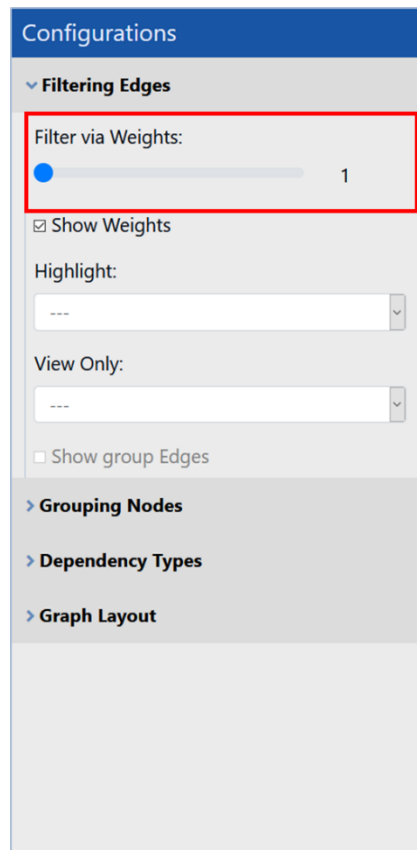 Configurations
Filtering Edges
Filter via Weights:
1
Show Weights
Highlight:
---
View Only:
---
Show group Edges
Grouping Nodes
Dependency Types
Graph Layout